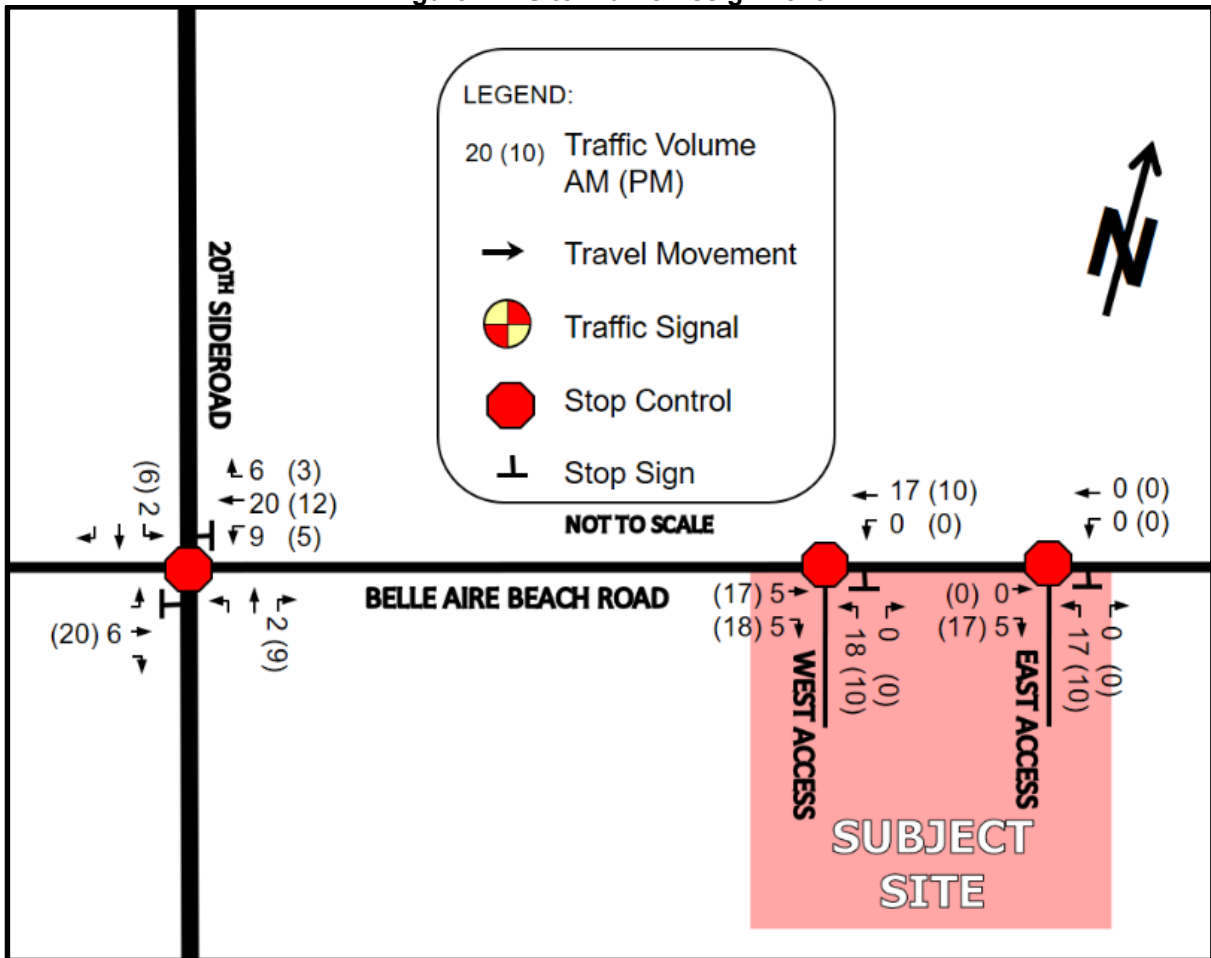 LEGEND:
20 (10) Traffic Volume
AM (PM)
Travel Movement
Traffic Signal
Stop Control
Stop Sign
N
20TH SIDEROAD
(6) 2
6 (3)
20 (12)
9 (5)
NOT TO SCALE
17 (10)
0 (0)
0 (0)
0 (0)
BELLE AIRE BEACH ROAD
(20) 6
2 (9)
(17) 5
(18) 5
18 (10)
0 (0)
WEST ACCESS
(0) 0
(17) 5
17 (10)
0 (0)
EAST ACCESS
SUBJECT
SITE